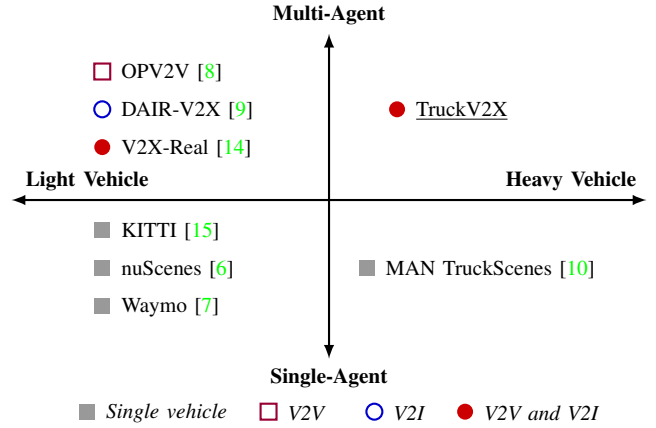 Multi-Agent
OPV2V [8]
DAIR-V2X [9]
TruckV2X
V2X-Real [14]
Light Vehicle
Heavy Vehicle
KITTI [15]
nuScenes [6]
MAN TruckScenes [10]
Waymo [7]
Single-Agent
Single vehicle V2V V2I V2V and V2I